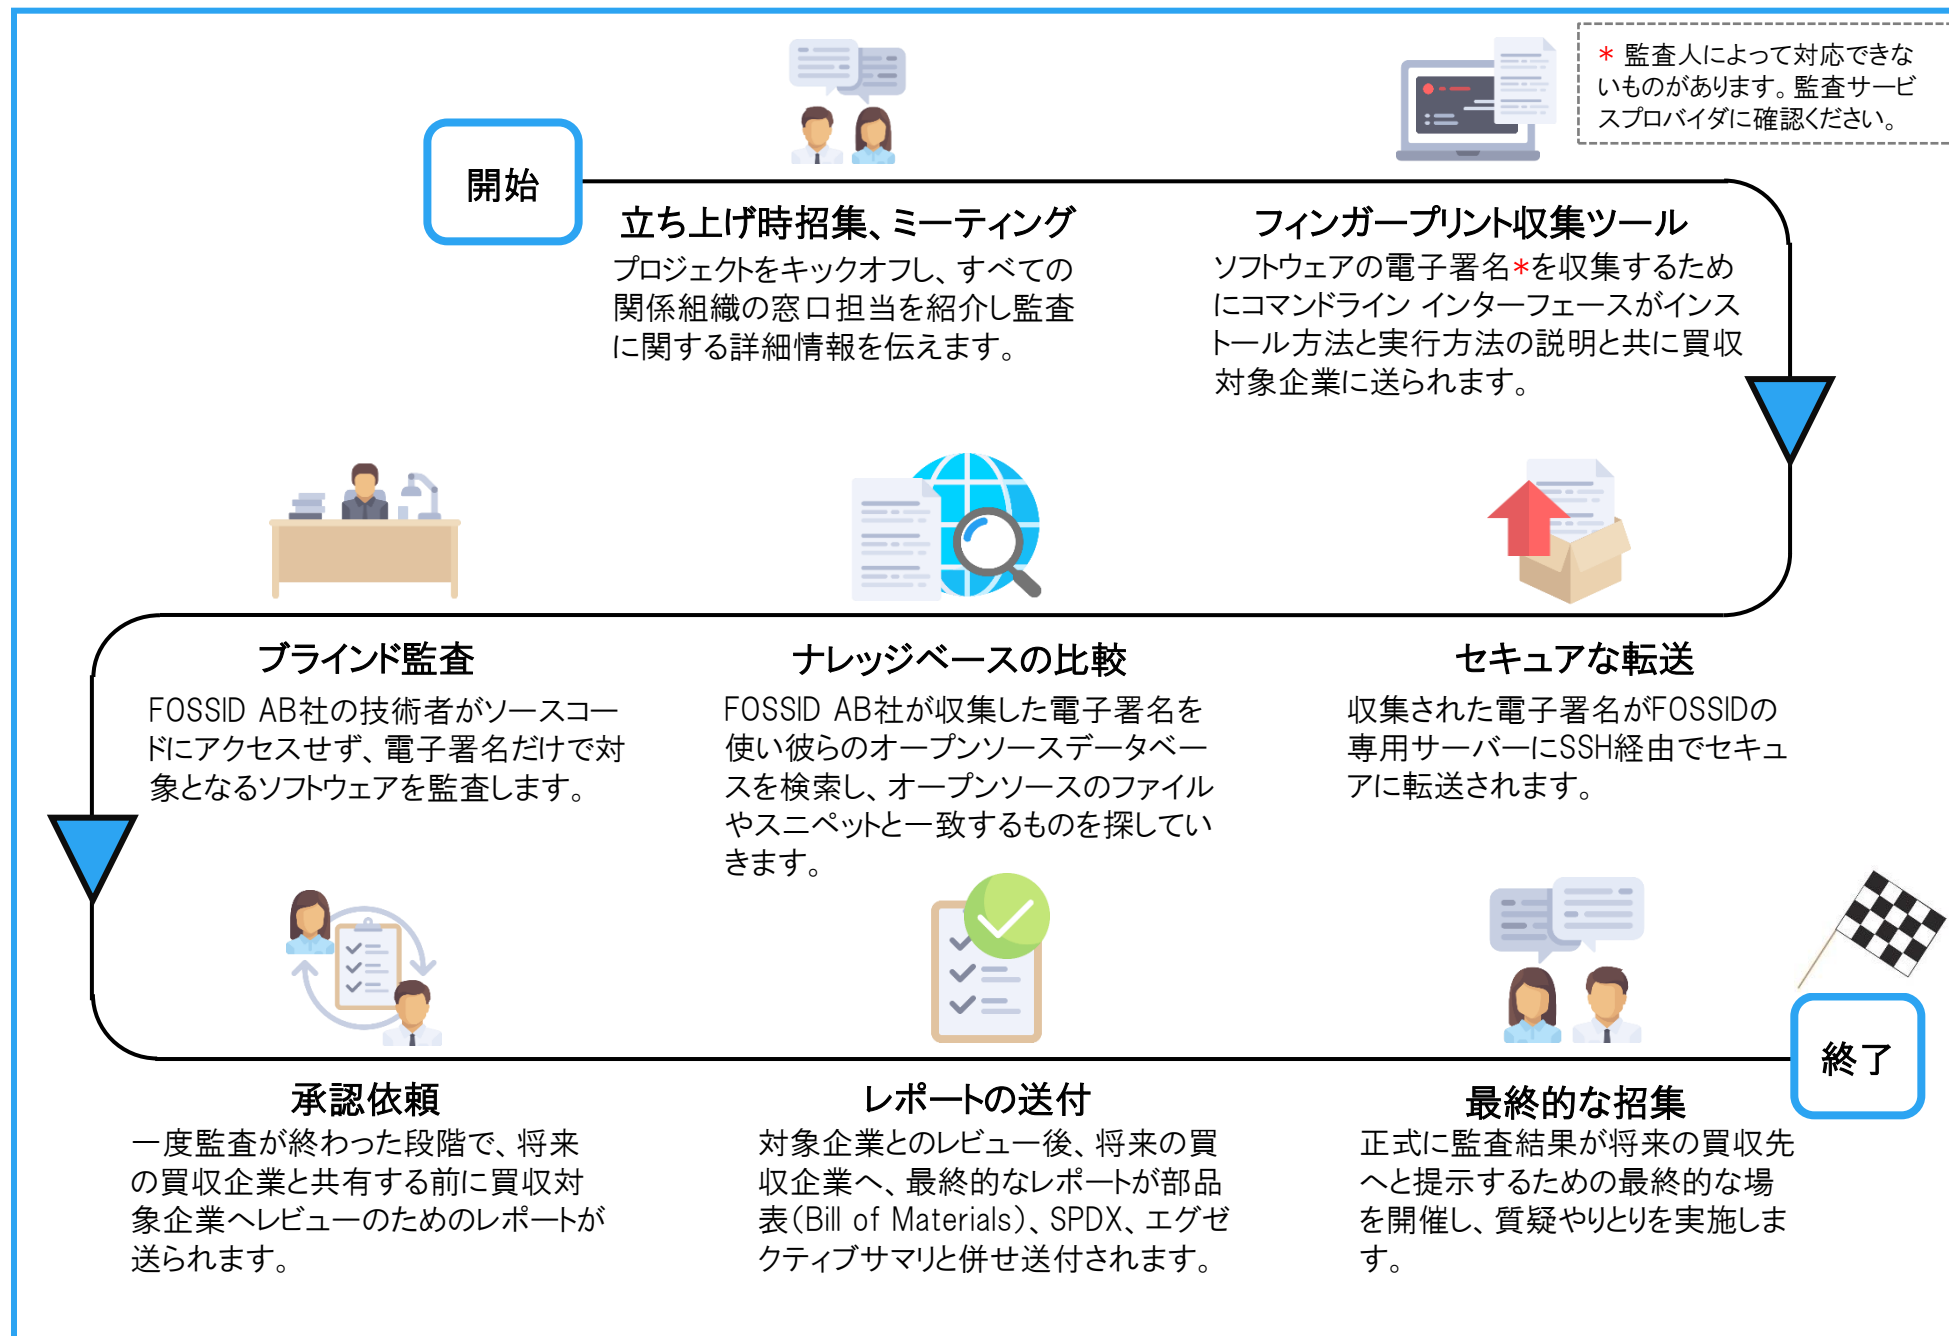 * 監査人によって対応できな
いものがあります。監査サービ
スプロバイダに確認ください。
開始
立ち上げ時招集、ミーティング
プロジェクトをキックオフし、すべての
関係組織の窓口担当を紹介し監査
に関する詳細情報を伝えます。
フィンガープリント収集ツール
ソフトウェアの電子署名*を収集するため
にコマンドライン インターフェースがインス
トール方法と実行方法の説明と共に買収
対象企業に送られます。
セキュアな転送
収集された電子署名がFOSSIDの
専用サーバーにSSH経由でセキュ
アに転送されます。
ナレッジベースの比較
FOSSID AB社が収集した電子署名を
使い彼らのオープンソースデータベー
スを検索し、オープンソースのファイル
やスニペットと一致するものを探してい
きます。
ブラインド監査
FOSSID AB社の技術者がソースコー
ドにアクセスせず、電子署名だけで対
象となるソフトウェアを監査します。
承認依頼
一度監査が終わった段階で、将来
の買収企業と共有する前に買収対
象企業へレビューのためのレポートが
送られます。
レポートの送付
対象企業とのレビュー後、将来の買
収企業へ、最終的なレポートが部品
表(Bill of Materials)、SPDX、エグゼ
クティブサマリと併せ送付されます。
最終的な招集
正式に監査結果が将来の買収先
へと提示するための最終的な場
を開催し、質疑やりとりを実施しま
す。
終了